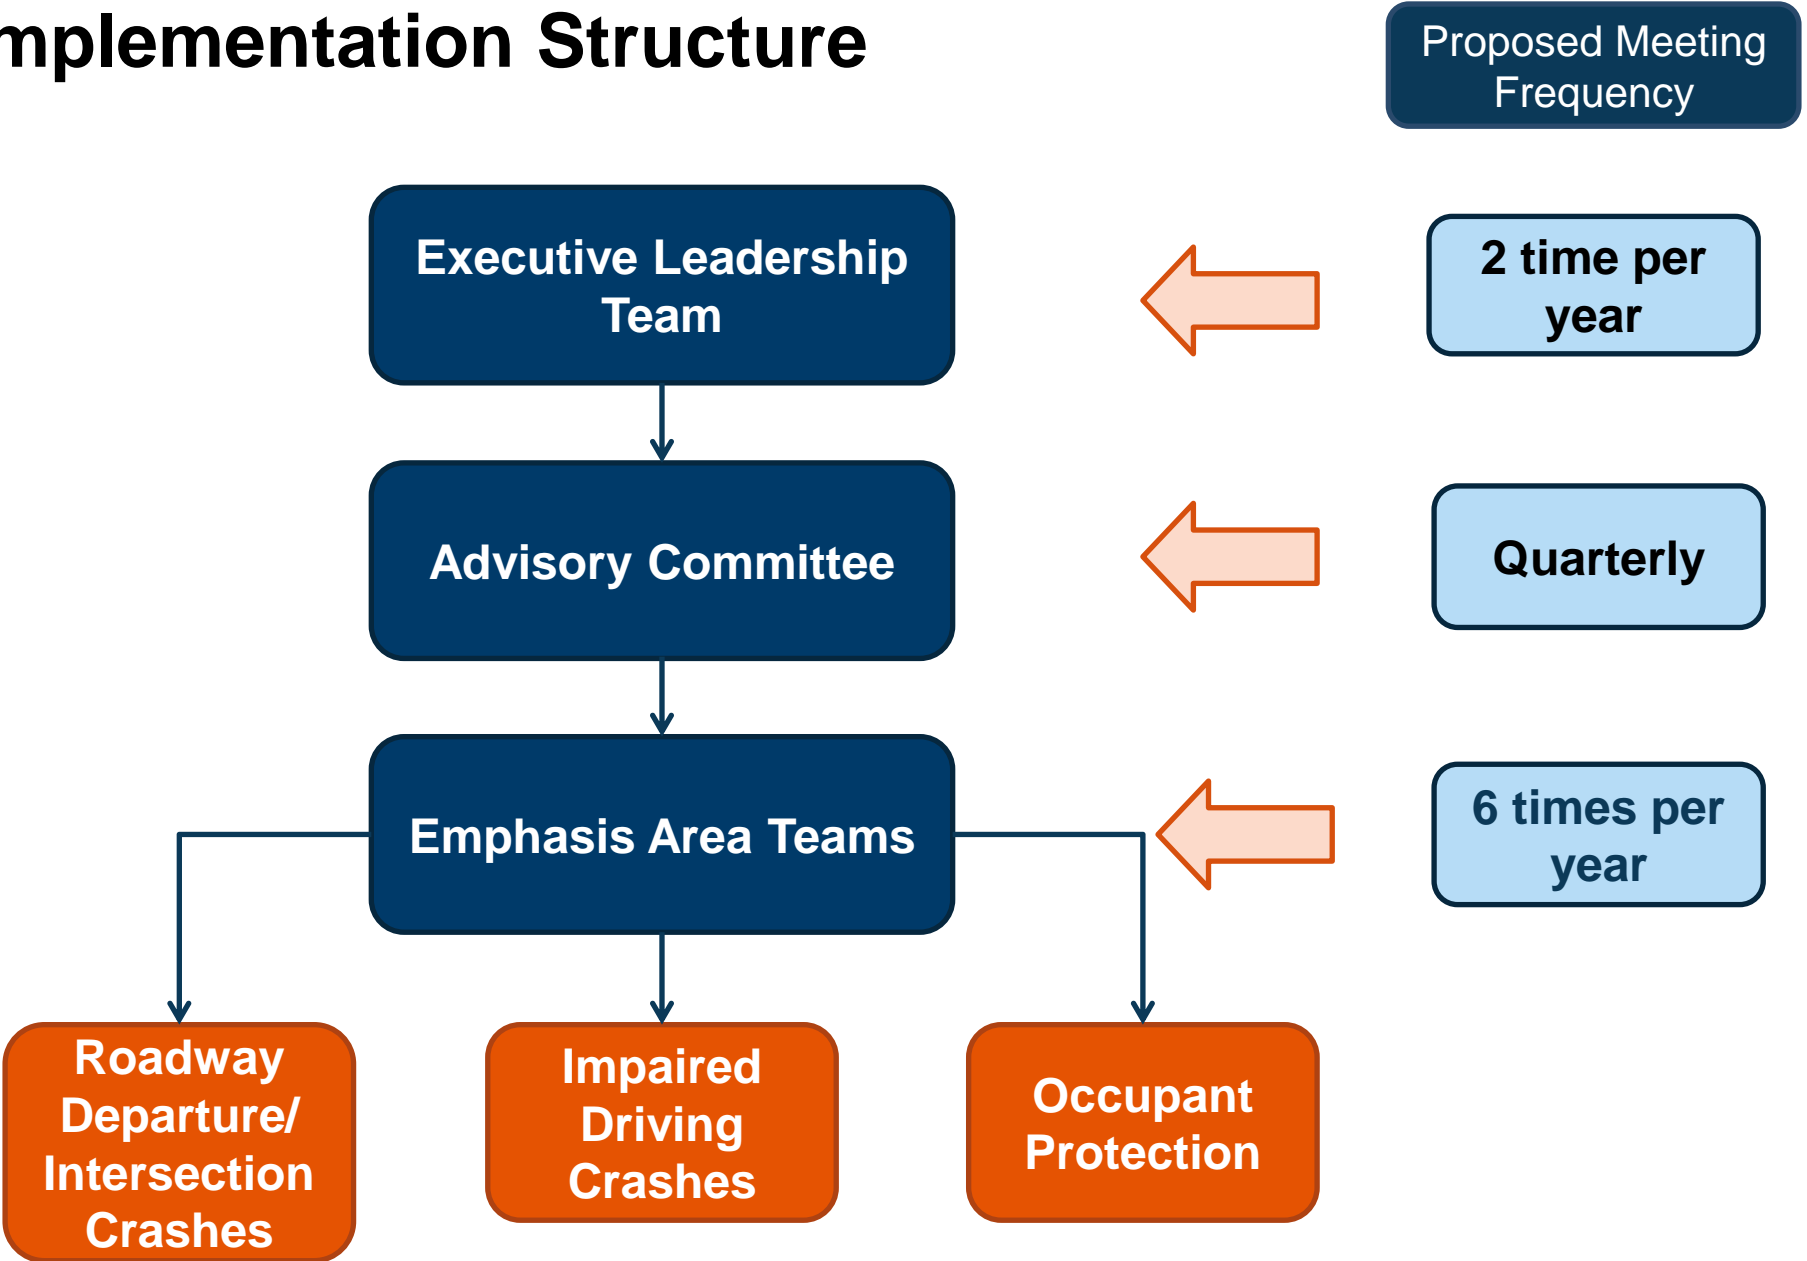 mplementation Structure
Proposed Meeting
Frequency
Executive Leadership
Team
2 time per
year
Advisory Committee
Quarterly
Emphasis Area Teams
6 times per
year
Roadway
Departure/
Intersection
Crashes
Impaired
Driving
Crashes
Occupant
Protection